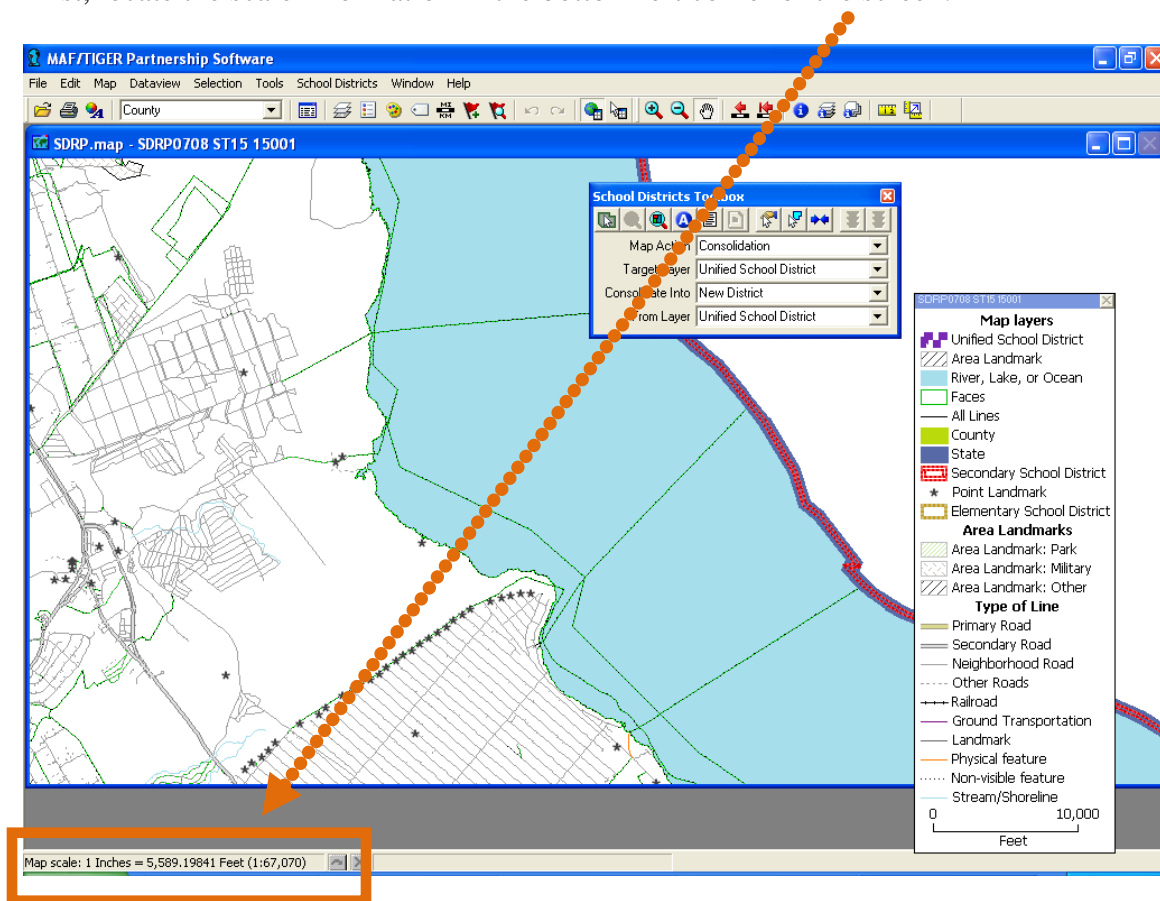 MAF/TIGER Partnership Software
File Edit Map Dataview Selection Tools School Districts Window Help
County
SDRP.map - SDRP0708 ST15 15001
School Districts Toolbox
Map Action Consolidation
Target Layer Unified School District
Consolidate Into New District
From Layer Unified School District
SDRP0708 ST15 15001
Map layers
Unified School District
Area Landmark
River, Lake, or Ocean
Faces
All Lines
County
State
Secondary School District
Point Landmark
Elementary School District
Area Landmarks
Area Landmark: Park
Area Landmark: Military
Area Landmark: Other
Type of Line
Primary Road
Secondary Road
Neighborhood Road
Other Roads
Railroad
Ground Transportation
Landmark
Physical feature
Non-visible feature
Stream/Shoreline
0 10,000
Feet
Map scale: 1 Inches = 5,589.19841 Feet (1:67,070)